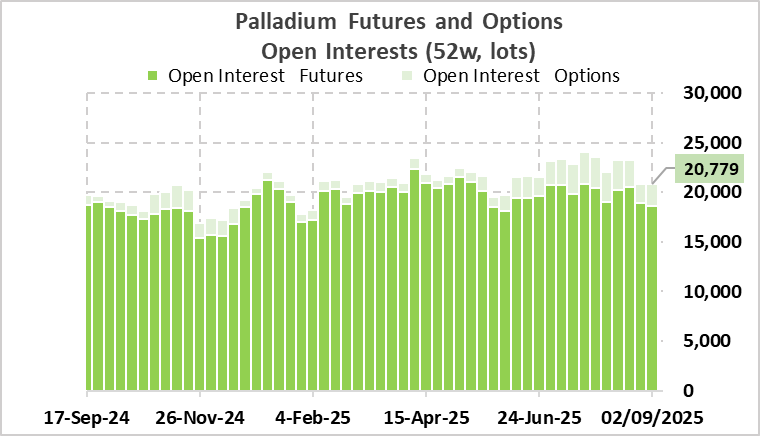 Palladium Futures and Options
Open Interests (52w, lots)
Open Interest Futures Open Interest Options
30,000
25,000
20,779
20,000
15,000
10,000
5,000
0
17-Sep-24 26-Nov-24 4-Feb-25 15-Apr-25 24-Jun-25 02/09/2025